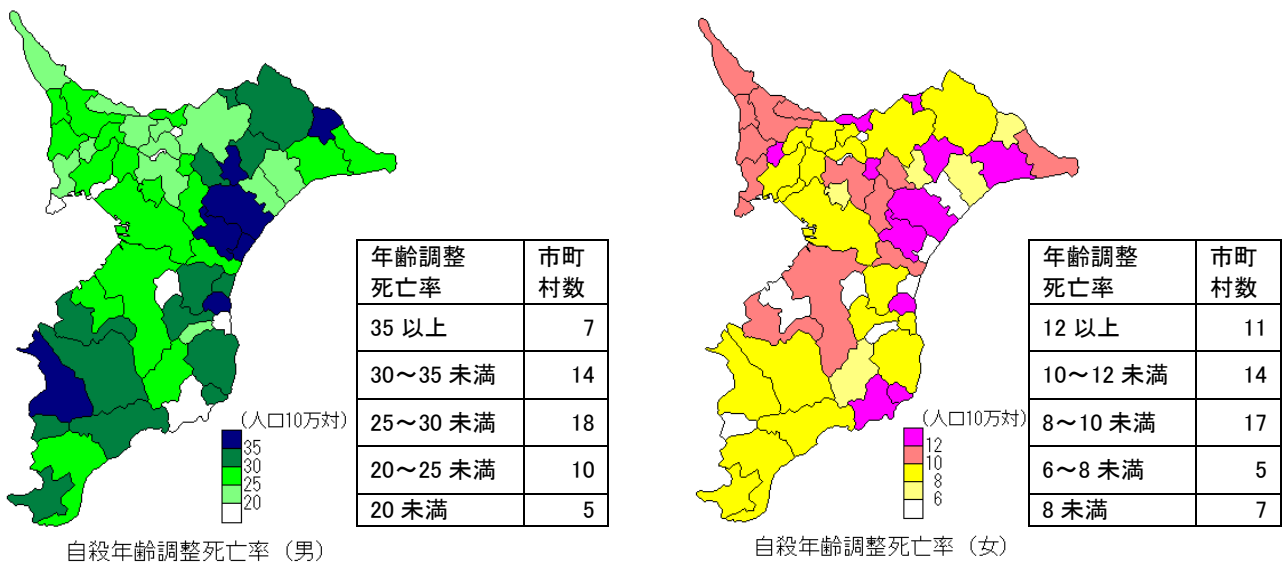 年齢調整
死亡率
市町
村数
35 以上 7
30～35 未満 14
25～30 未満 18
20～25 未満 10
20 未満 5
(人口10万対)
35
30
25
20
自殺年齢調整死亡率（男）
年齢調整
死亡率
市町
村数
12 以上 11
10～12 未満 14
8～10 未満 17
6～8 未満 5
8 未満 7
(人口10万対)
12
10
8
6
自殺年齢調整死亡率（女）